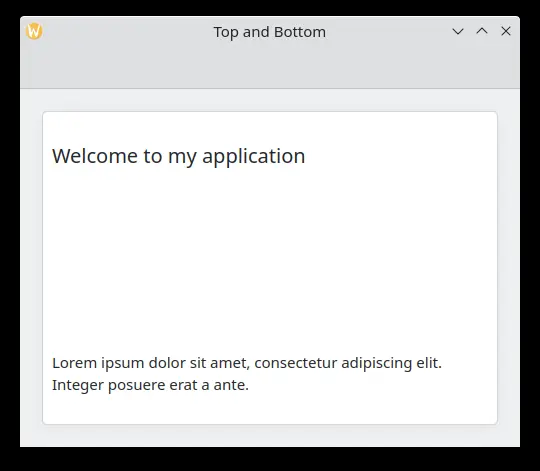 Top and Bottom
Welcome to my application
Lorem ipsum dolor sit amet, consectetur adipiscing elit.
Integer posuere erat a ante.